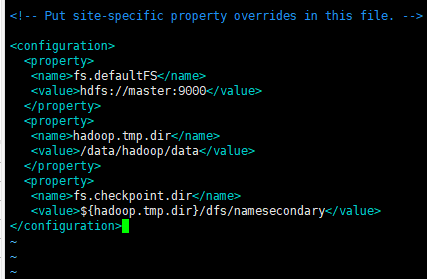 <!-- Put site-specific property overrides in this file. -->
<configuration>
<property>
<name>fs.defaultFS</name>
<value>hdfs://master:9000</value>
</property>
<property>
<name>hadoop.tmp.dir</name>
<value>/data/hadoop/data</value>
</property>
<property>
<name>fs.checkpoint.dir</name>
<value>${hadoop.tmp.dir}/dfs/namesecondary</value>
</configuration>
~
~
~